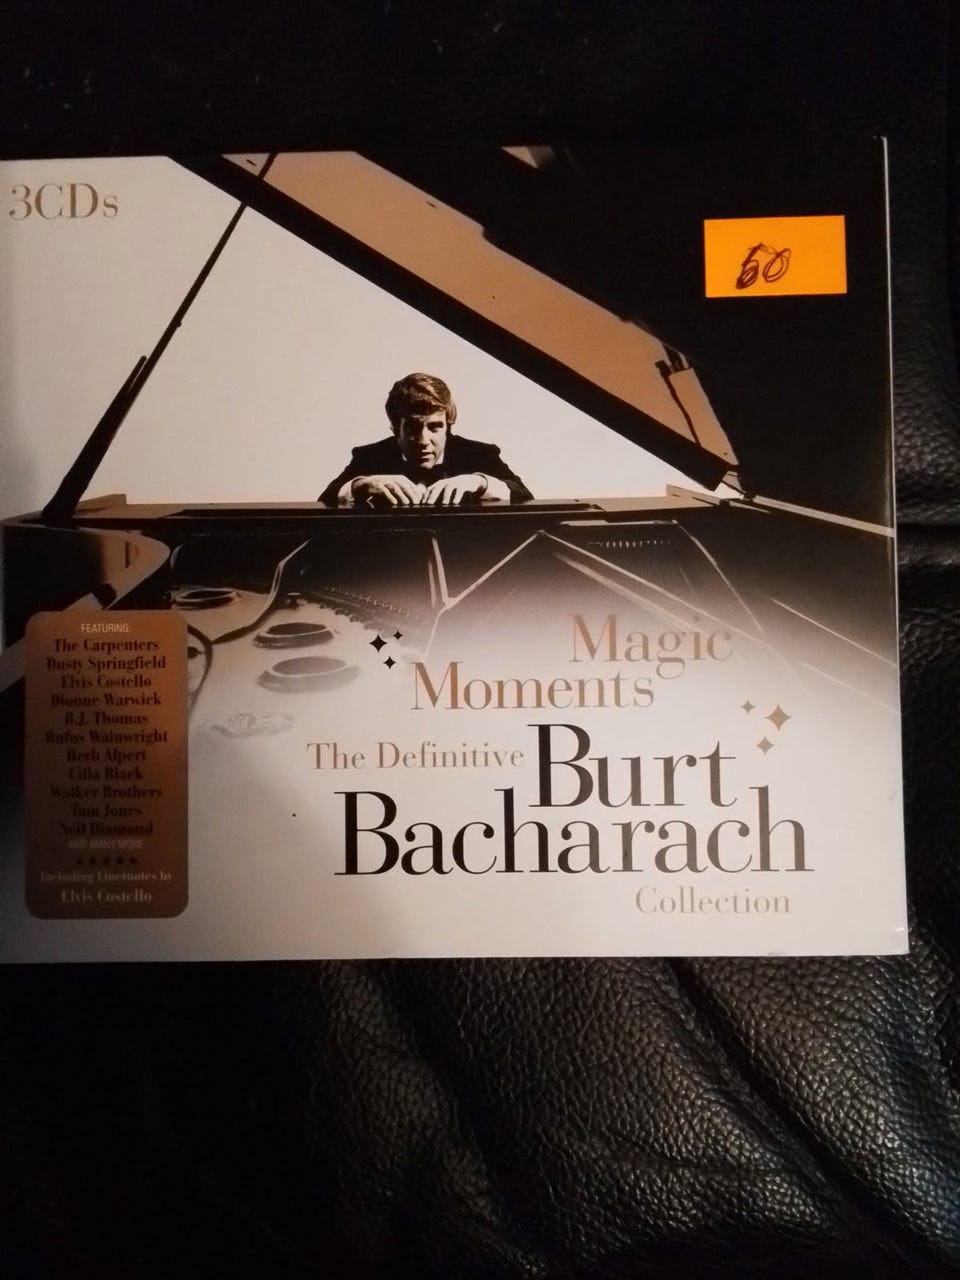 3CDs
50
FEATURING:
The Carpenters
Dusty Springfield
Elvis Costello
Dionne Warwick
B.J. Thomas
Rufus Wainwright
Herb Alpert
Cilla Black
Walker Brothers
Tom Jones
Neil Diamond
AND MANY MORE
Including Linernotes by
Elvis Costello
Magic
Moments
The Definitive Burt
Bacharach
Collection